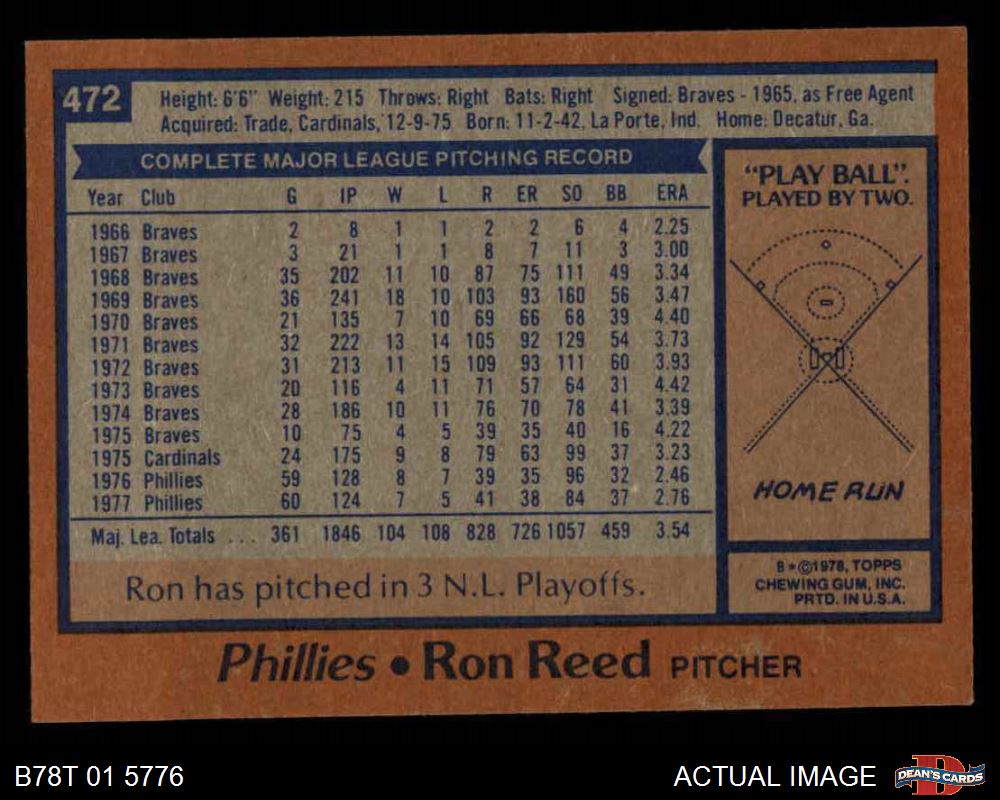 472
Height: 6'6" Weight: 215 Throws: Right Bats: Right Signed: Braves - 1965, as Free Agent
Acquired: Trade, Cardinals, 12-9-75 Born: 11-2-42, La Porte, Ind. Home: Decatur, Ga.
COMPLETE MAJOR LEAGUE PITCHING RECORD
Year Club G IP W L R ER SO BB ERA
1966 Braves 2 8 1 1 2 2 6 4 2.25
1967 Braves 3 21 1 1 8 7 11 3 3.00
1968 Braves 35 202 11 10 87 75 111 49 3.34
1969 Braves 36 241 18 10 103 93 160 56 3.47
1970 Braves 21 135 7 10 69 66 68 39 4.40
1971 Braves 32 222 13 14 105 92 129 54 3.73
1972 Braves 31 213 11 15 109 93 111 60 3.93
1973 Braves 20 116 4 11 71 57 64 31 4.42
1974 Braves 28 186 10 11 76 70 78 41 3.39
1975 Braves 10 75 4 5 39 35 40 16 4.22
1975 Cardinals 24 175 9 8 79 63 99 37 3.23
1976 Phillies 59 128 8 7 39 35 96 32 2.46
1977 Phillies 60 124 7 5 41 38 84 37 2.76
Maj. Lea. Totals ... 361 1846 104 108 828 726 1057 459 3.54
Ron has pitched in 3 N.L. Playoffs.
"PLAY BALL".
PLAYED BY TWO.
HOME RUN
B*©1978, TOPPS
CHEWING GUM, INC.
PRTD. IN U.S.A.
Phillies • Ron Reed PITCHER
B78T 01 5776
ACTUAL IMAGE
DEAN'S CARDS